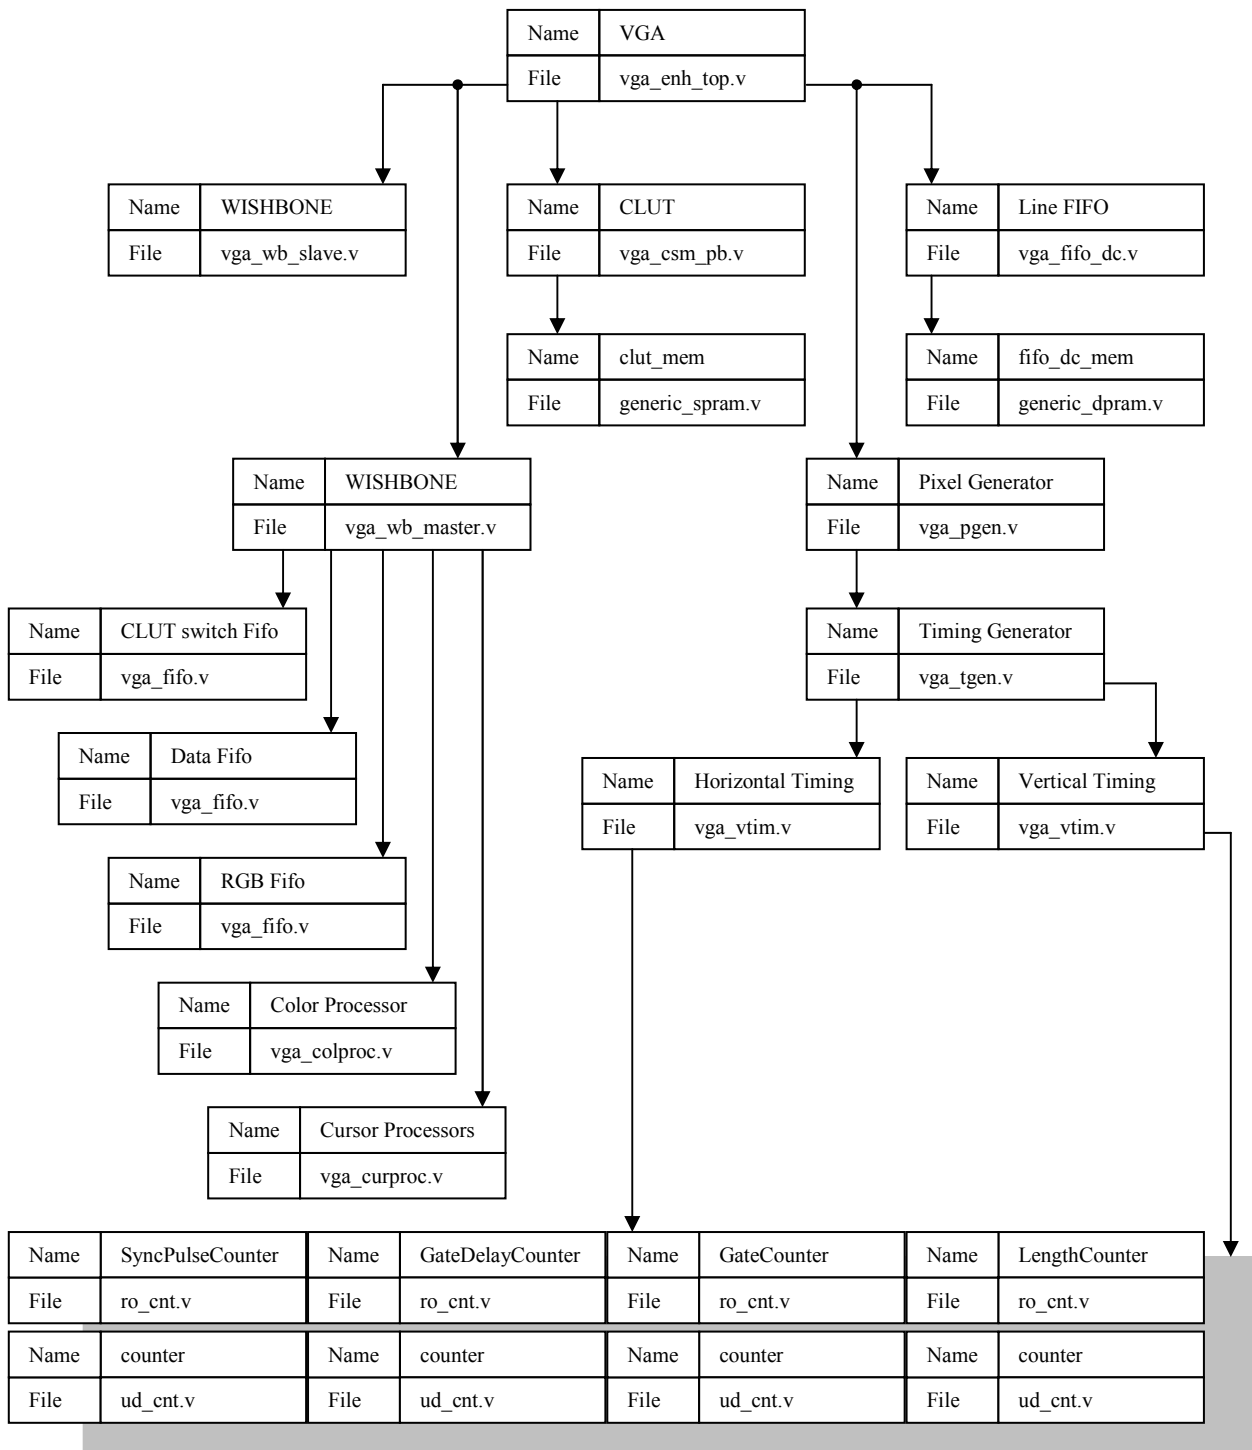 Name VGA
File vga_enh_top.v
Name WISHBONE
File vga_wb_slave.v
Name CLUT
File vga_csm_pb.v
Name Line FIFO
File vga_fifo_dc.v
Name clut_mem
File generic_spram.v
Name fifo_dc_mem
File generic_dpram.v
Name WISHBONE
File vga_wb_master.v
Name Pixel Generator
File vga_pgen.v
Name CLUT switch Fifo
File vga_fifo.v
Name Timing Generator
File vga_tgen.v
Name Data Fifo
File vga_fifo.v
Name Horizontal Timing
File vga_vtim.v
Name Vertical Timing
File vga_vtim.v
Name RGB Fifo
File vga_fifo.v
Name Color Processor
File vga_colproc.v
Name Cursor Processors
File vga_curproc.v
Name SyncPulseCounter Name GateDelayCounter Name GateCounter Name LengthCounter
File ro_cnt.v File ro_cnt.v File ro_cnt.v File ro_cnt.v
Name counter Name counter Name counter Name counter
File ud_cnt.v File ud_cnt.v File ud_cnt.v File ud_cnt.v